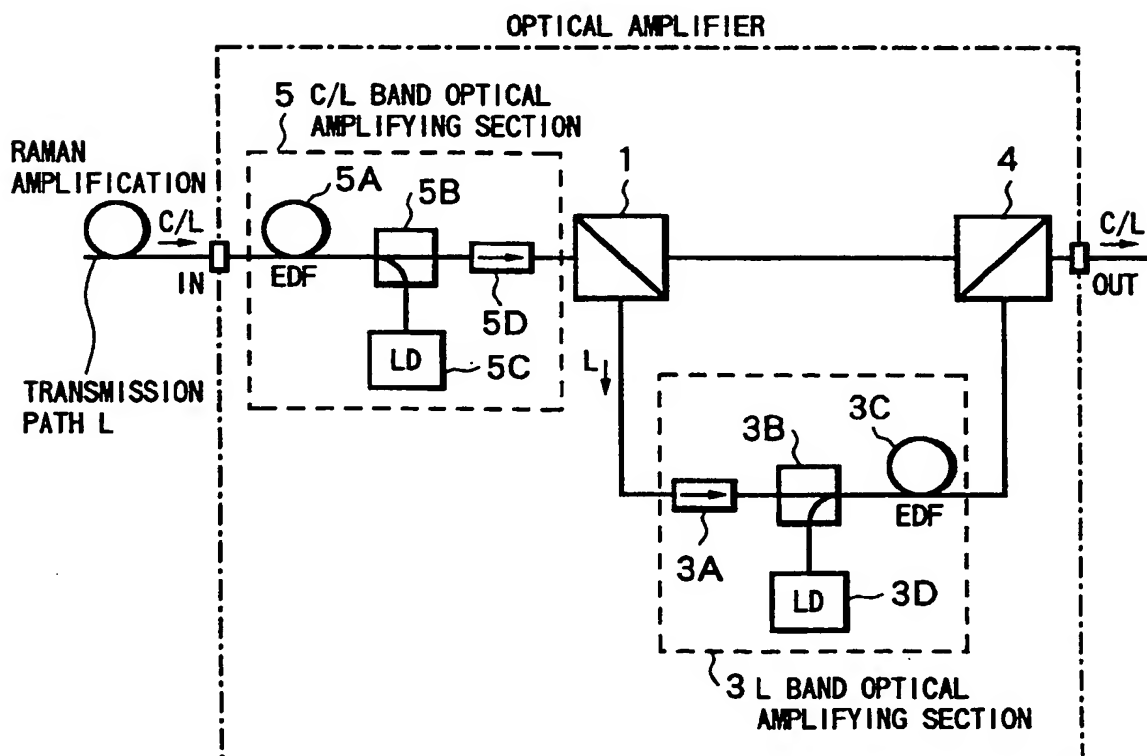 OPTICAL AMPLIFIER
5 C/L BAND OPTICAL
AMPLIFYING SECTION
RAMAN
AMPLIFICATION
C/L
IN
5A
EDF
5B
5D
LD
5C
1
4
C/L
OUT
TRANSMISSION
PATH L
L
3A
3B
3C
EDF
LD
3D
3 L BAND OPTICAL
AMPLIFYING SECTION